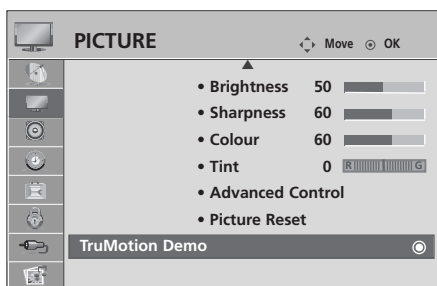 PICTURE Move OK
• Brightness 50
• Sharpness 60
• Colour 60
• Tint 0 R G
• Advanced Control
• Picture Reset
TruMotion Demo